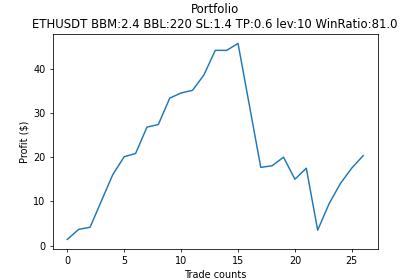 Portfolio
ETHUSDT BBM:2.4 BBL:220 SL:1.4 TP:0.6 lev:10 WinRatio:81.0
40
30
20
10
0
Profit ($)
0 5 10 15 20 25
Trade counts